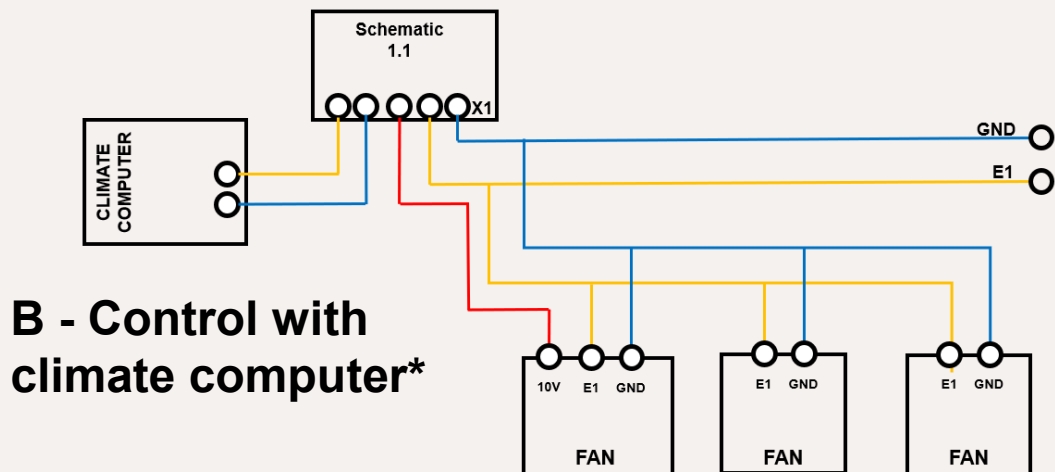 Schematic
1.1
X1
CLIMATE
COMPUTER
GND
E1
B - Control with
climate computer*
10V E1 GND
E1 GND
E1 GND
FAN
FAN
FAN